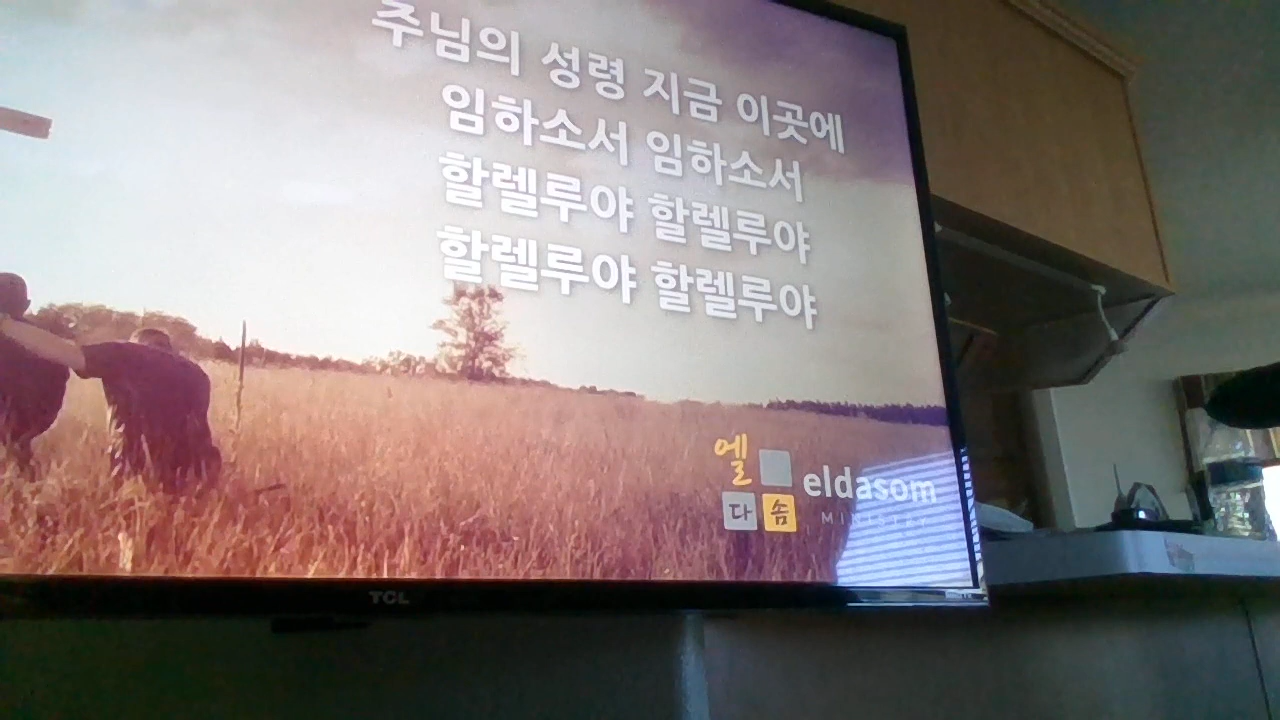 주님의 성령 지금 이곳에
임하소서 임하소서
할렐루야 할렐루야
할렐루야 할렐루야
엘
다솜
eldasom
MINISTRY
TCL